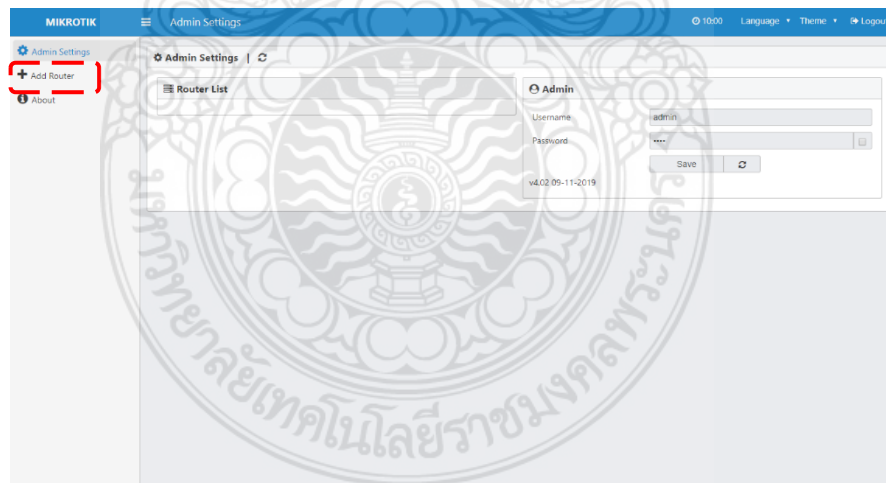 MIKROTIK
Admin Settings
10:00
Language
Theme
Logou
Admin Settings
Add Router
About
Admin Settings |
Router List
Admin
Username
admin
Password
••••
Save
v4.02 09-11-2019
มหาวิทยาลัยเทคโนโลยีราชมงคลพระนคร